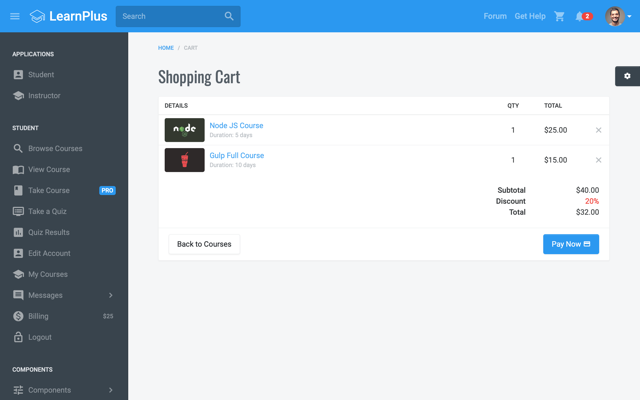 LearnPlus
Search
Forum
Get Help
2
APPLICATIONS
Student
Instructor
STUDENT
Browse Courses
View Course
Take Course PRO
Take a Quiz
Quiz Results
Edit Account
My Courses
Messages
Billing $25
Logout
COMPONENTS
Components
HOME / CART
Shopping Cart
DETAILS QTY TOTAL
node
Node JS Course 1 $25.00
Duration: 5 days
Gulp Full Course 1 $15.00
Duration: 10 days
Subtotal $40.00
Discount 20%
Total $32.00
Back to Courses
Pay Now